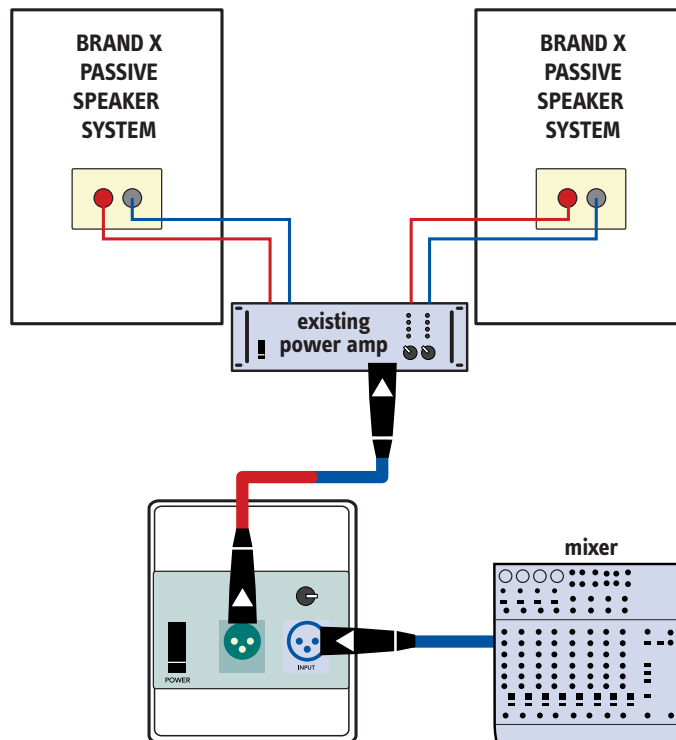 BRAND X
PASSIVE
SPEAKER
SYSTEM
BRAND X
PASSIVE
SPEAKER
SYSTEM
existing
power amp
mixer
POWER
INPUT